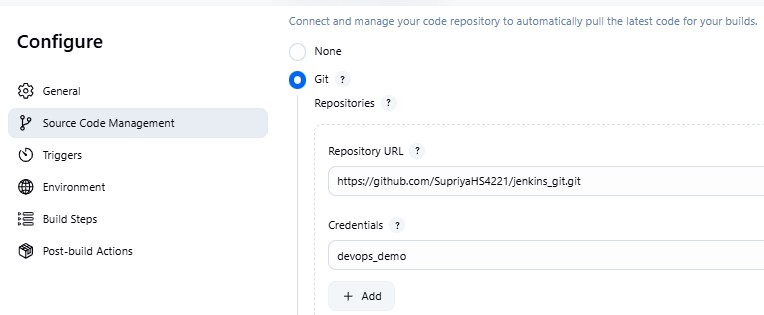 Connect and manage your code repository to automatically pull the latest code for your builds.
Configure
None
Git ?
General
Repositories ?
Source Code Management
Triggers
Repository URL ?
https://github.com/SupriyaHS4221/jenkins_git.git
Environment
Build Steps
Credentials ?
Post-build Actions
devops_demo
+ Add